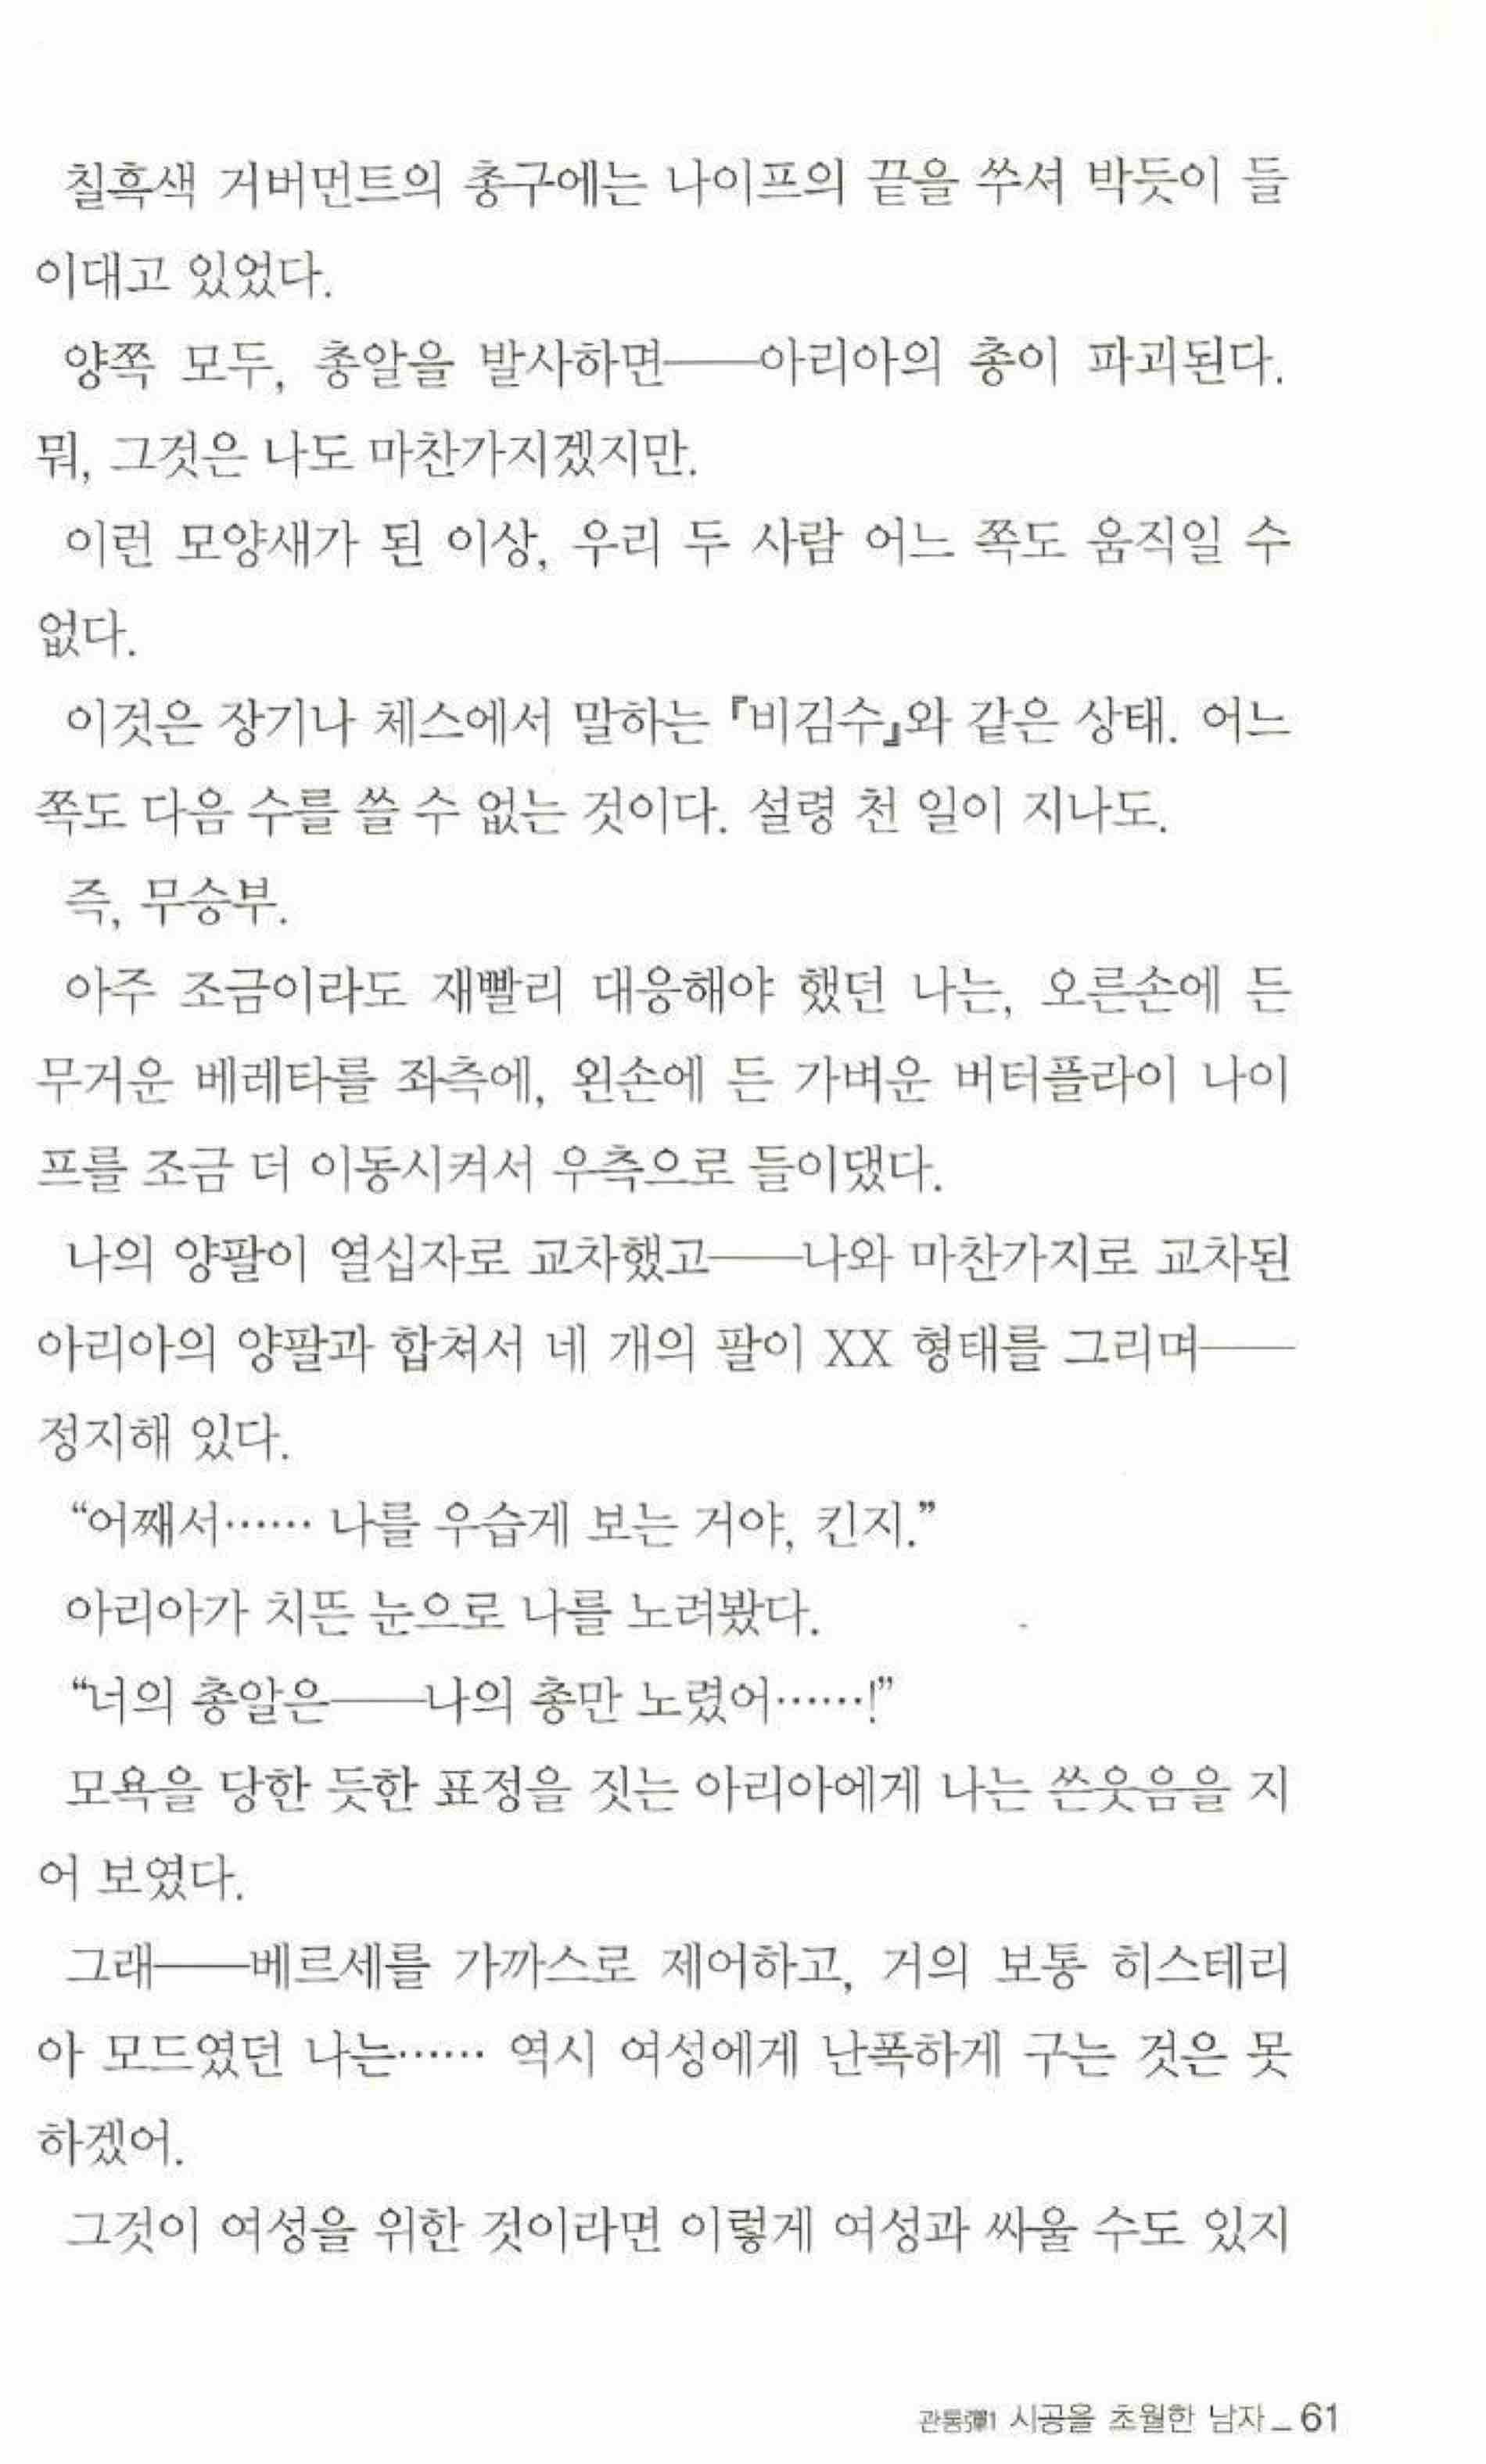 칠흑색 거버먼트의 총구에는 나이프의 끝을 쑤셔 박듯이 들
이대고 있었다.
양쪽 모두, 총알을 발사하면──아리아의 총이 파괴된다.
뭐, 그것은 나도 마찬가지겠지만.
이런 모양새가 된 이상, 우리 두 사람 어느 쪽도 움직일 수
없다.
이것은 장기나 체스에서 말하는 『비김수』와 같은 상태. 어느
쪽도 다음 수를 쓸 수 없는 것이다. 설령 천 일이 지나도.
즉, 무승부.
아주 조금이라도 재빨리 대응해야 했던 나는, 오른손에 든
무거운 베레타를 좌측에, 왼손에 든 가벼운 버터플라이 나이
프를 조금 더 이동시켜서 우측으로 들이댔다.
나의 양팔이 열십자로 교차했고──나와 마찬가지로 교차된
아리아의 양팔과 합쳐서 네 개의 팔이 XX 형태를 그리며──
정지해 있다.
“어째서…… 나를 우습게 보는 거야, 킨지.”
아리아가 치뜬 눈으로 나를 노려봤다.
“너의 총알은──나의 총만 노렸어……!”
모욕을 당한 듯한 표정을 짓는 아리아에게 나는 쓴웃음을 지
어 보였다.
그래──베르세를 가까스로 제어하고, 거의 보통 히스테리
아 모드였던 나는…… 역시 여성에게 난폭하게 구는 것은 못
하겠어.
그것이 여성을 위한 것이라면 이렇게 여성과 싸울 수도 있지
관통彈1 시공을 초월한 남자_61